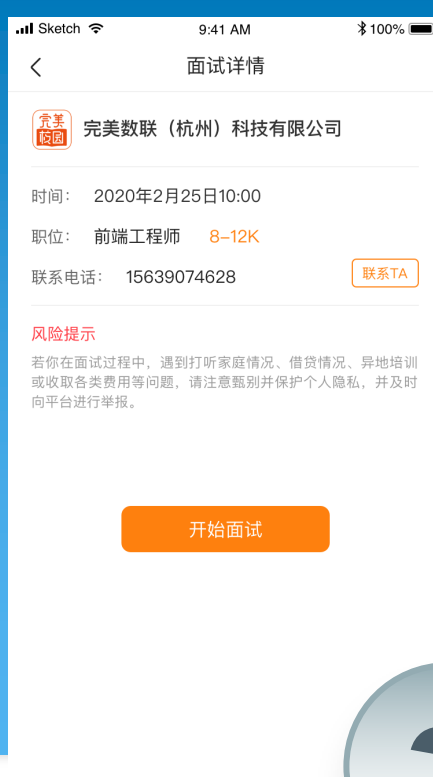 Sketch 9:41 AM 100%
面试详情
完美校园 完美数联（杭州）科技有限公司
时间： 2020年2月25日10:00
职位： 前端工程师 8–12K
联系电话： 15639074628 联系TA
风险提示
若你在面试过程中，遇到打听家庭情况、借贷情况、异地培训
或收取各类费用等问题，请注意甄别并保护个人隐私，并及时
向平台进行举报。
开始面试